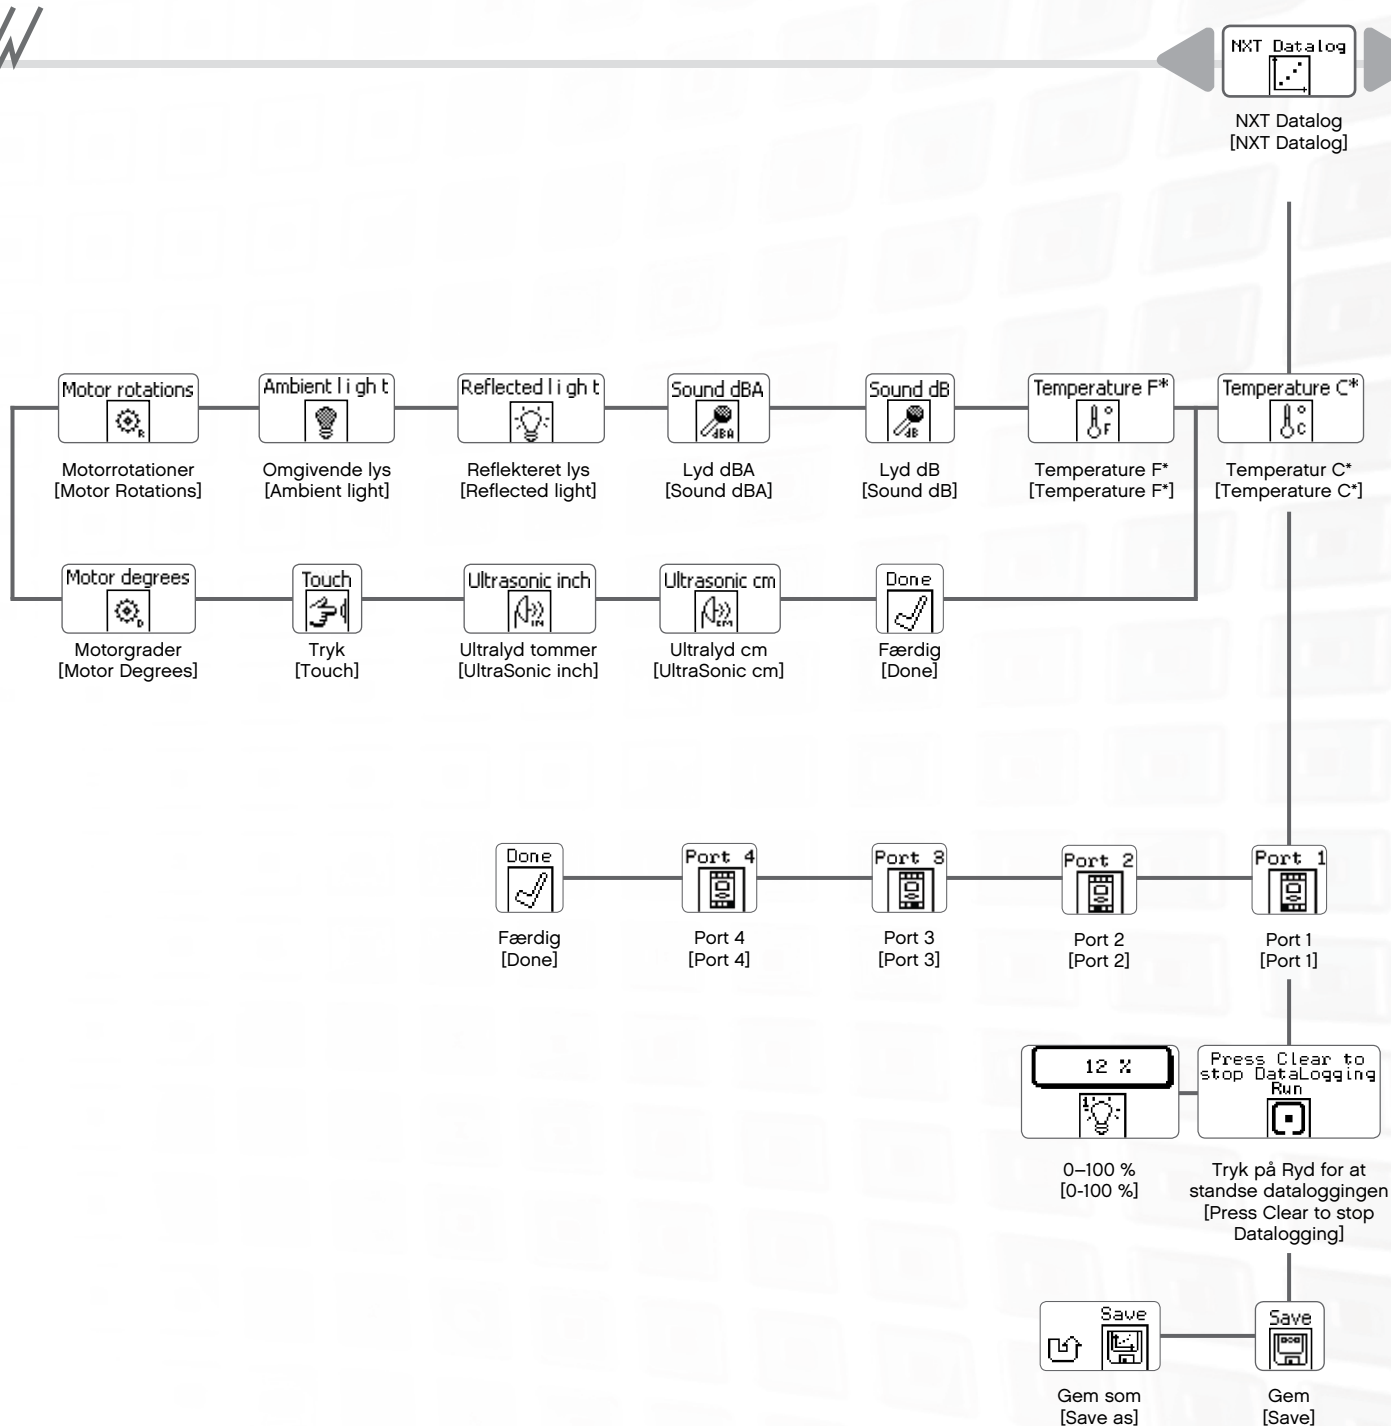 NXT Datalog
NXT Datalog
[NXT Datalog]
Motor rotations
R
Motorrotationer
[Motor Rotations]
Ambient light
Omgivende lys
[Ambient light]
Reflected light
Reflekteret lys
[Reflected light]
Sound dBA
dBA
Lyd dBA
[Sound dBA]
Sound dB
dB
Lyd dB
[Sound dB]
Temperature F*
°F
Temperature F*
[Temperature F*]
Temperature C*
°C
Temperatur C*
[Temperature C*]
Motor degrees
D
Motorgrader
[Motor Degrees]
Touch
Tryk
[Touch]
Ultrasonic inch
IN
Ultralyd tommer
[UltraSonic inch]
Ultrasonic cm
CM
Ultralyd cm
[UltraSonic cm]
Done
Færdig
[Done]
Done
Færdig
[Done]
Port 4
Port 4
[Port 4]
Port 3
Port 3
[Port 3]
Port 2
Port 2
[Port 2]
Port 1
Port 1
[Port 1]
12 %
1
0–100 %
[0-100 %]
Press Clear to
stop DataLogging
Run
Tryk på Ryd for at
standse dataloggingen
[Press Clear to stop
Datalogging]
Save
Gem som
[Save as]
Save
Gem
[Save]